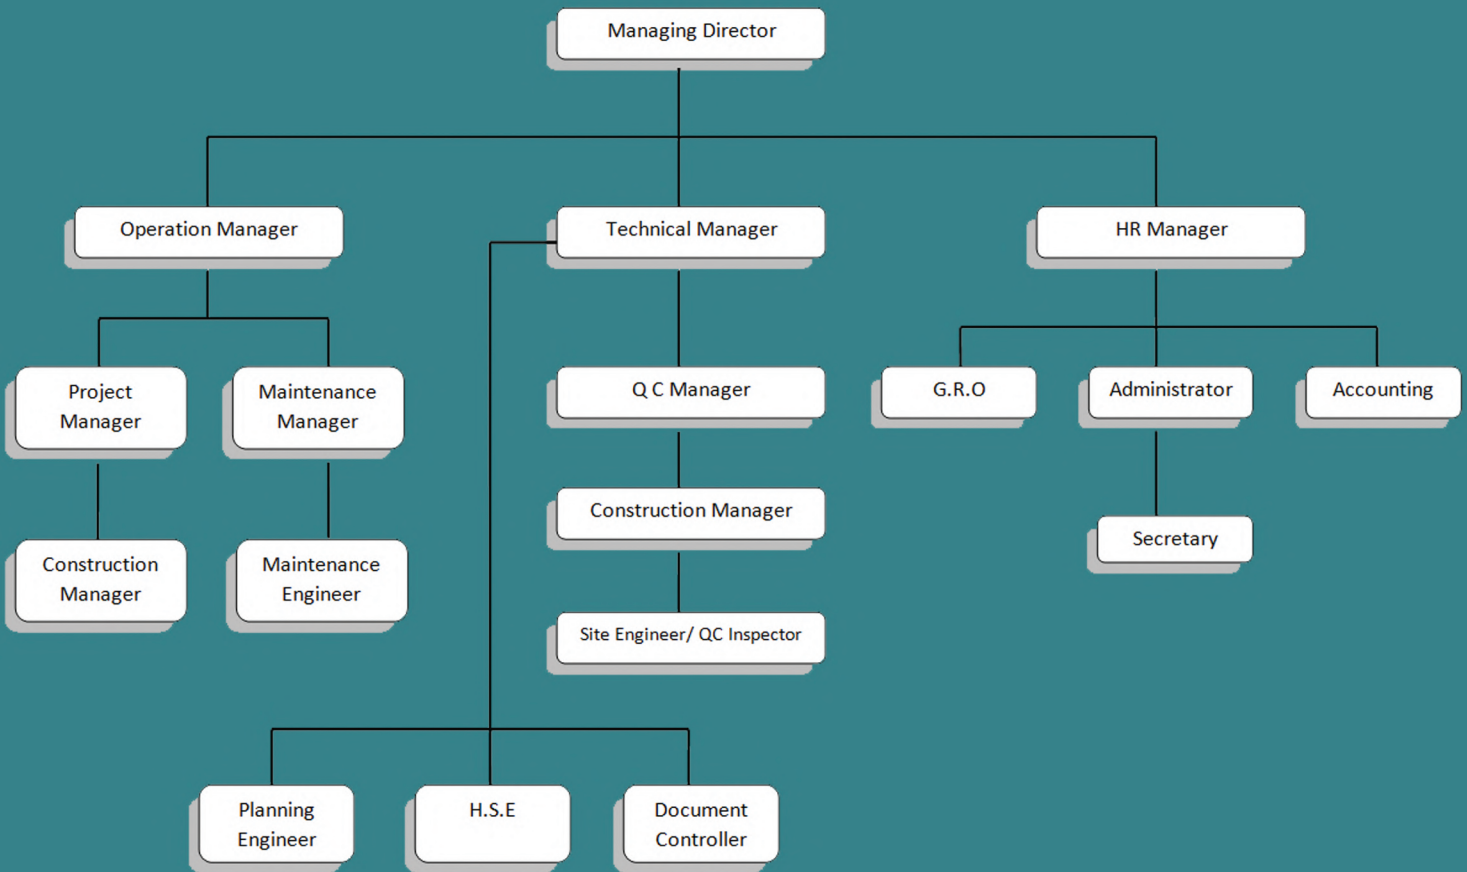 Managing Director
Operation Manager
Technical Manager
HR Manager
Project
Manager
Maintenance
Manager
Q C Manager
G.R.O
Administrator
Accounting
Construction Manager
Secretary
Construction
Manager
Maintenance
Engineer
Site Engineer/ QC Inspector
Planning
Engineer
H.S.E
Document
Controller